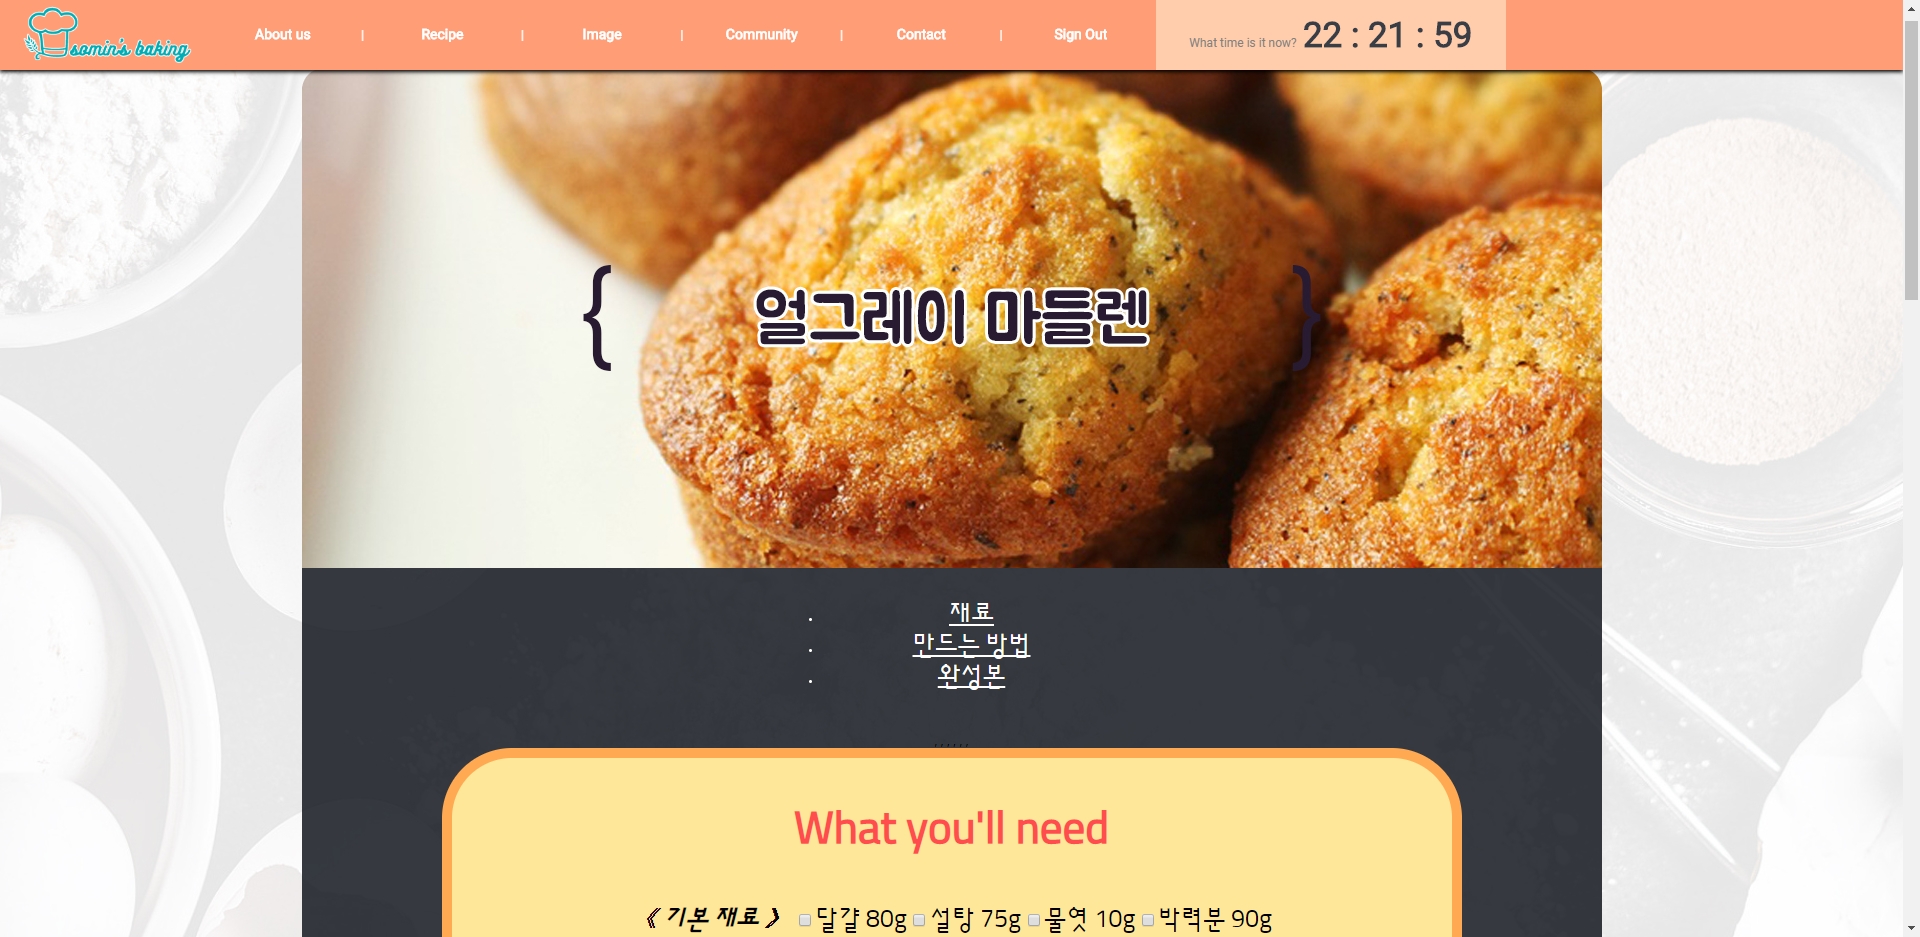 somin's baking
About us | Recipe | Image | Community | Contact | Sign Out
What time is it now? 22 : 21 : 59
{ 얼그레이 마들렌 }
· 재료
· 만드는 방법
· 완성본
......
What you'll need
《 기본 재료 》 달걀 80g 설탕 75g 물엿 10g 박력분 90g